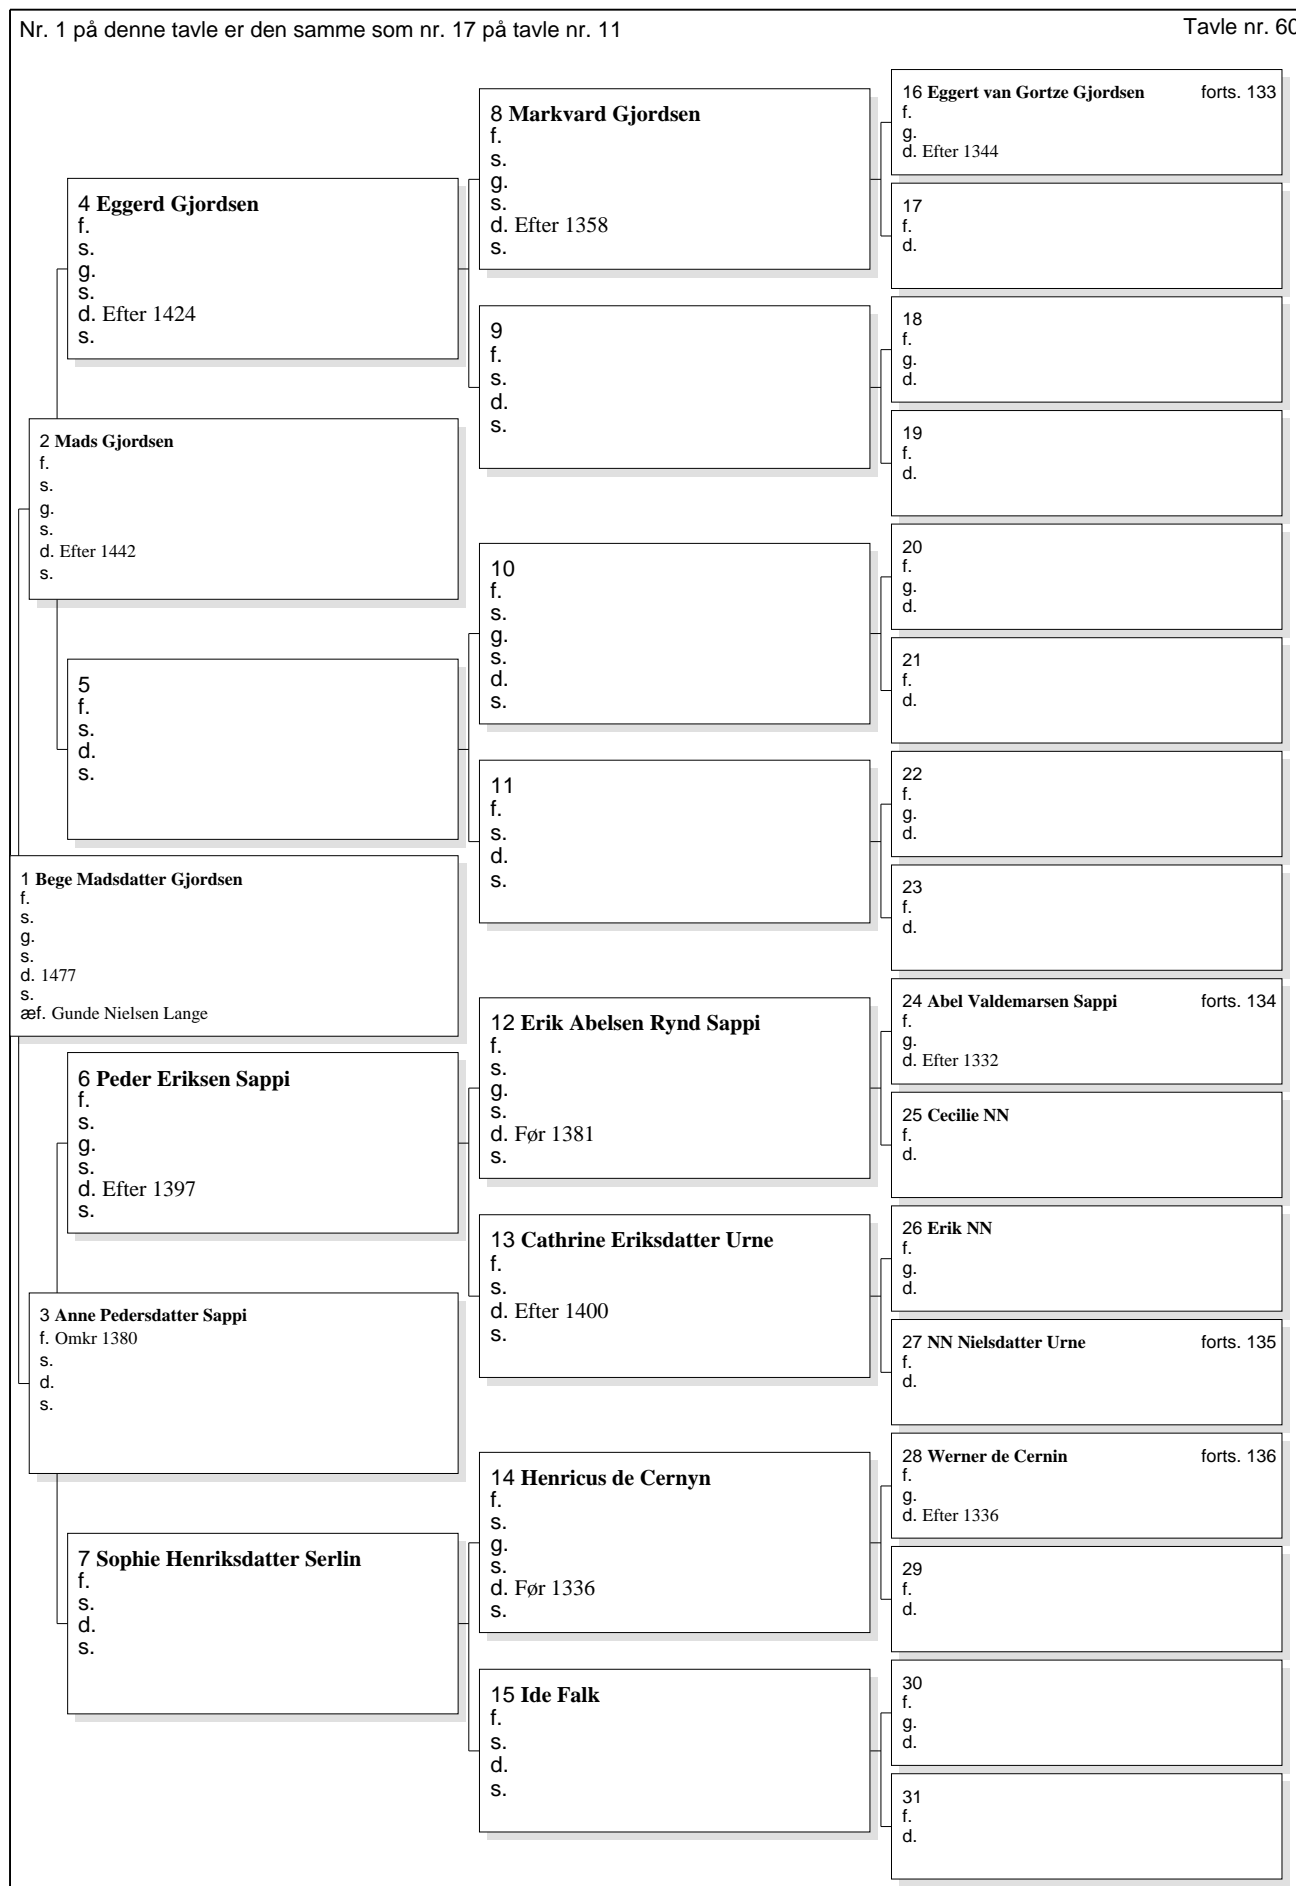 Nr. 1 på denne tavle er den samme som nr. 17 på tavle nr. 11
Tavle nr. 60
1 Bege Madsdatter Gjordsen
f.
s.
g.
s.
d. 1477
s.
æf. Gunde Nielsen Lange
2 Mads Gjordsen
f.
s.
g.
s.
d. Efter 1442
s.
3 Anne Pedersdatter Sappi
f. Omkr 1380
s.
d.
s.
4 Eggerd Gjordsen
f.
s.
g.
s.
d. Efter 1424
s.
5
f.
s.
d.
s.
6 Peder Eriksen Sappi
f.
s.
g.
s.
d. Efter 1397
s.
7 Sophie Henriksdatter Serlin
f.
s.
d.
s.
8 Markvard Gjordsen
f.
s.
g.
s.
d. Efter 1358
s.
9
f.
s.
d.
s.
10
f.
s.
g.
s.
d.
s.
11
f.
s.
d.
s.
12 Erik Abelsen Rynd Sappi
f.
s.
g.
s.
d. Før 1381
s.
13 Cathrine Eriksdatter Urne
f.
s.
d. Efter 1400
s.
14 Henricus de Cernyn
f.
s.
g.
s.
d. Før 1336
s.
15 Ide Falk
f.
s.
d.
s.
16 Eggert van Gortze Gjordsen forts. 133
f.
g.
d. Efter 1344
17
f.
d.
18
f.
g.
d.
19
f.
d.
20
f.
g.
d.
21
f.
d.
22
f.
g.
d.
23
f.
d.
24 Abel Valdemarsen Sappi forts. 134
f.
g.
d. Efter 1332
25 Cecilie NN
f.
d.
26 Erik NN
f.
g.
d.
27 NN Nielsdatter Urne forts. 135
f.
d.
28 Werner de Cernin forts. 136
f.
g.
d. Efter 1336
29
f.
d.
30
f.
g.
d.
31
f.
d.